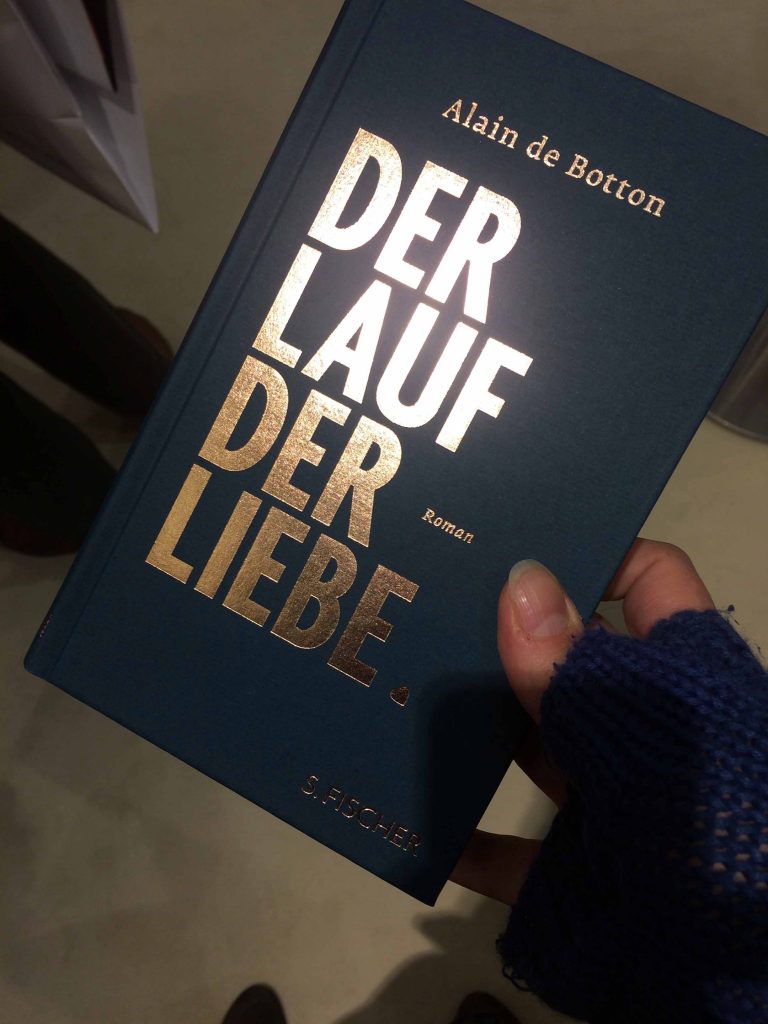 Alain de Botton
DER
LAUF
DER
LIEBE.
Roman
S. FISCHER